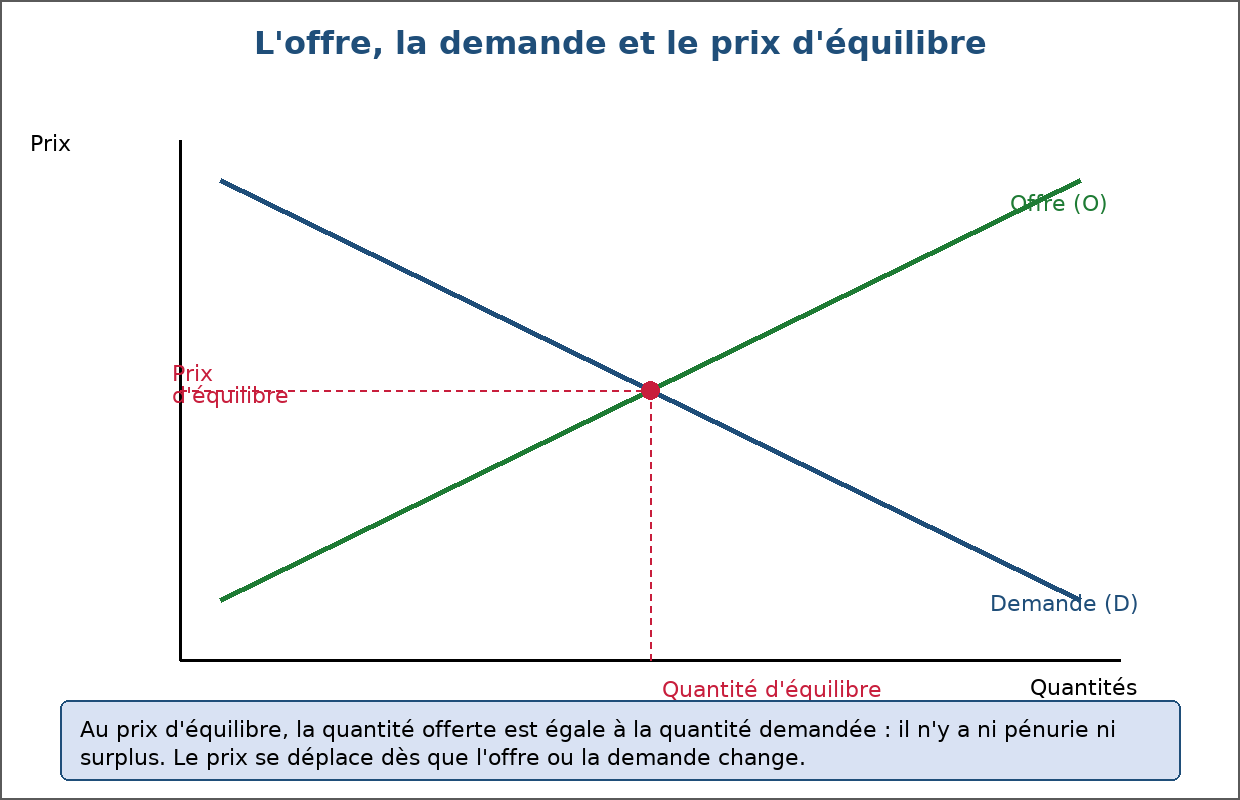 L'offre, la demande et le prix d'équilibre
Prix
Offre (O)
Prix
d'équilibre
Demande (D)
Quantité d'équilibre
Quantités
Au prix d'équilibre, la quantité offerte est égale à la quantité demandée : il n'y a ni pénurie ni
surplus. Le prix se déplace dès que l'offre ou la demande change.